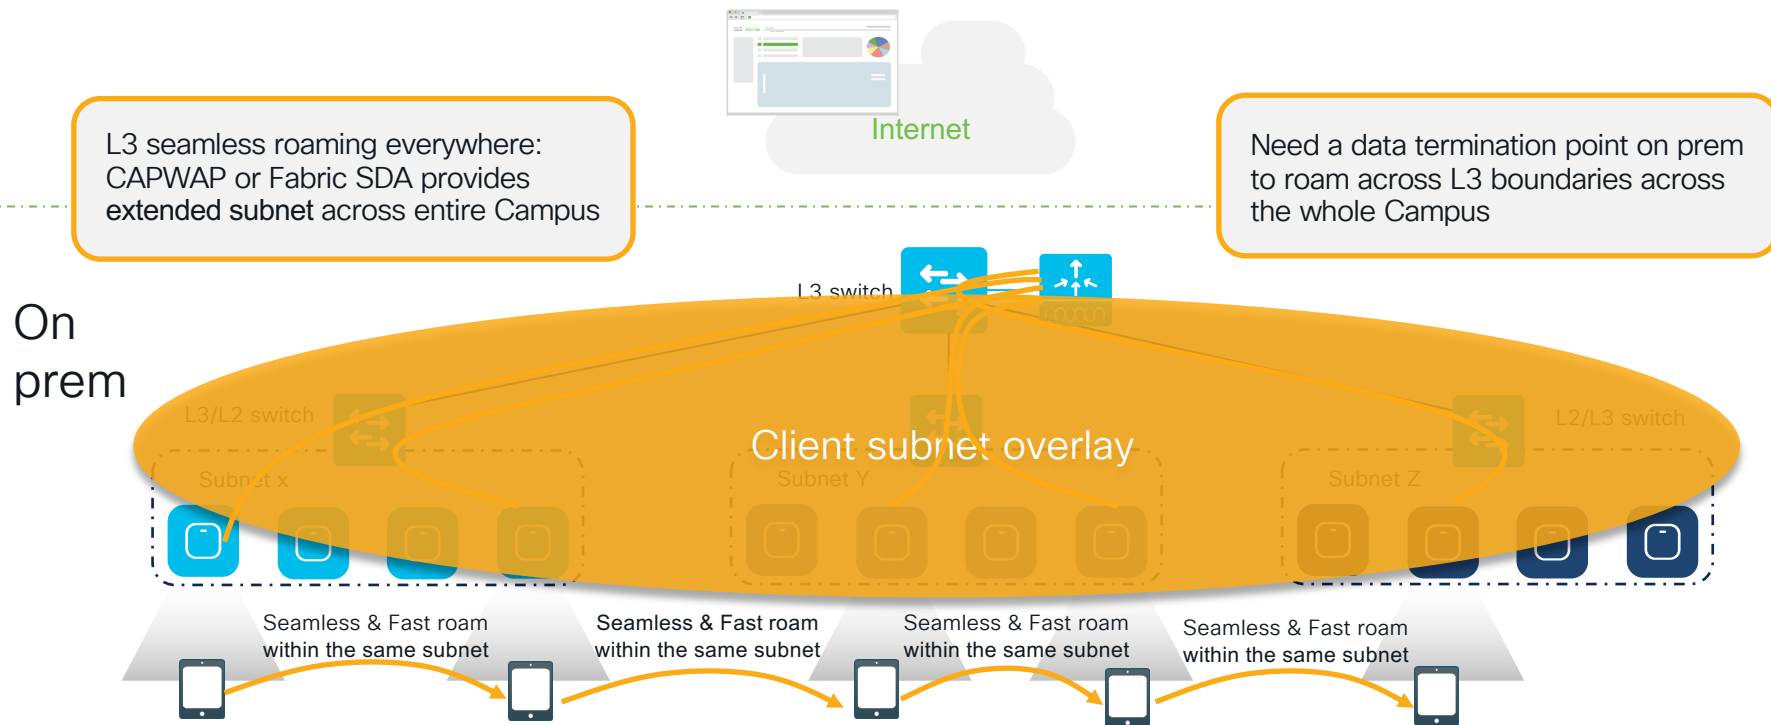 Internet
L3 seamless roaming everywhere:
CAPWAP or Fabric SDA provides
extended subnet across entire Campus
Need a data termination point on prem
to roam across L3 boundaries across
the whole Campus
On
prem
L3 switch
L3/L2 switch
L2/L3 switch
Client subnet overlay
Subnet x
Subnet Y
Subnet Z
Seamless & Fast roam
within the same subnet
Seamless & Fast roam
within the same subnet
Seamless & Fast roam
within the same subnet
Seamless & Fast roam
within the same subnet